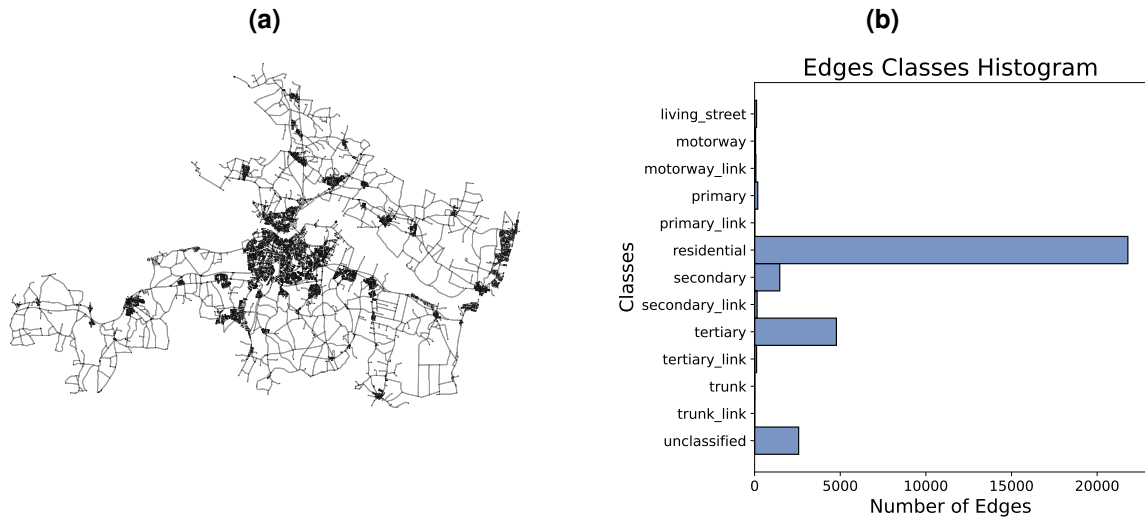 (a)
(b)
Edges Classes Histogram
Classes
living_street
motorway
motorway_link
primary
primary_link
residential
secondary
secondary_link
tertiary
tertiary_link
trunk
trunk_link
unclassified
0 5000 10000 15000 20000
Number of Edges